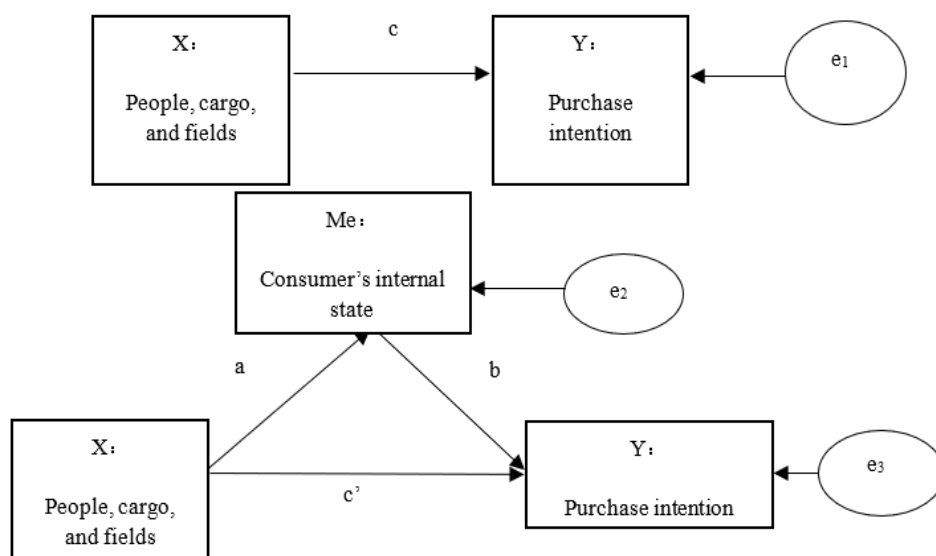 X：
People, cargo,
and fields
c
Y：
Purchase
intention
e₁
Me：
Consumer’s internal
state
e₂
a
b
X：
People, cargo,
and fields
c’
Y：
Purchase intention
e₃